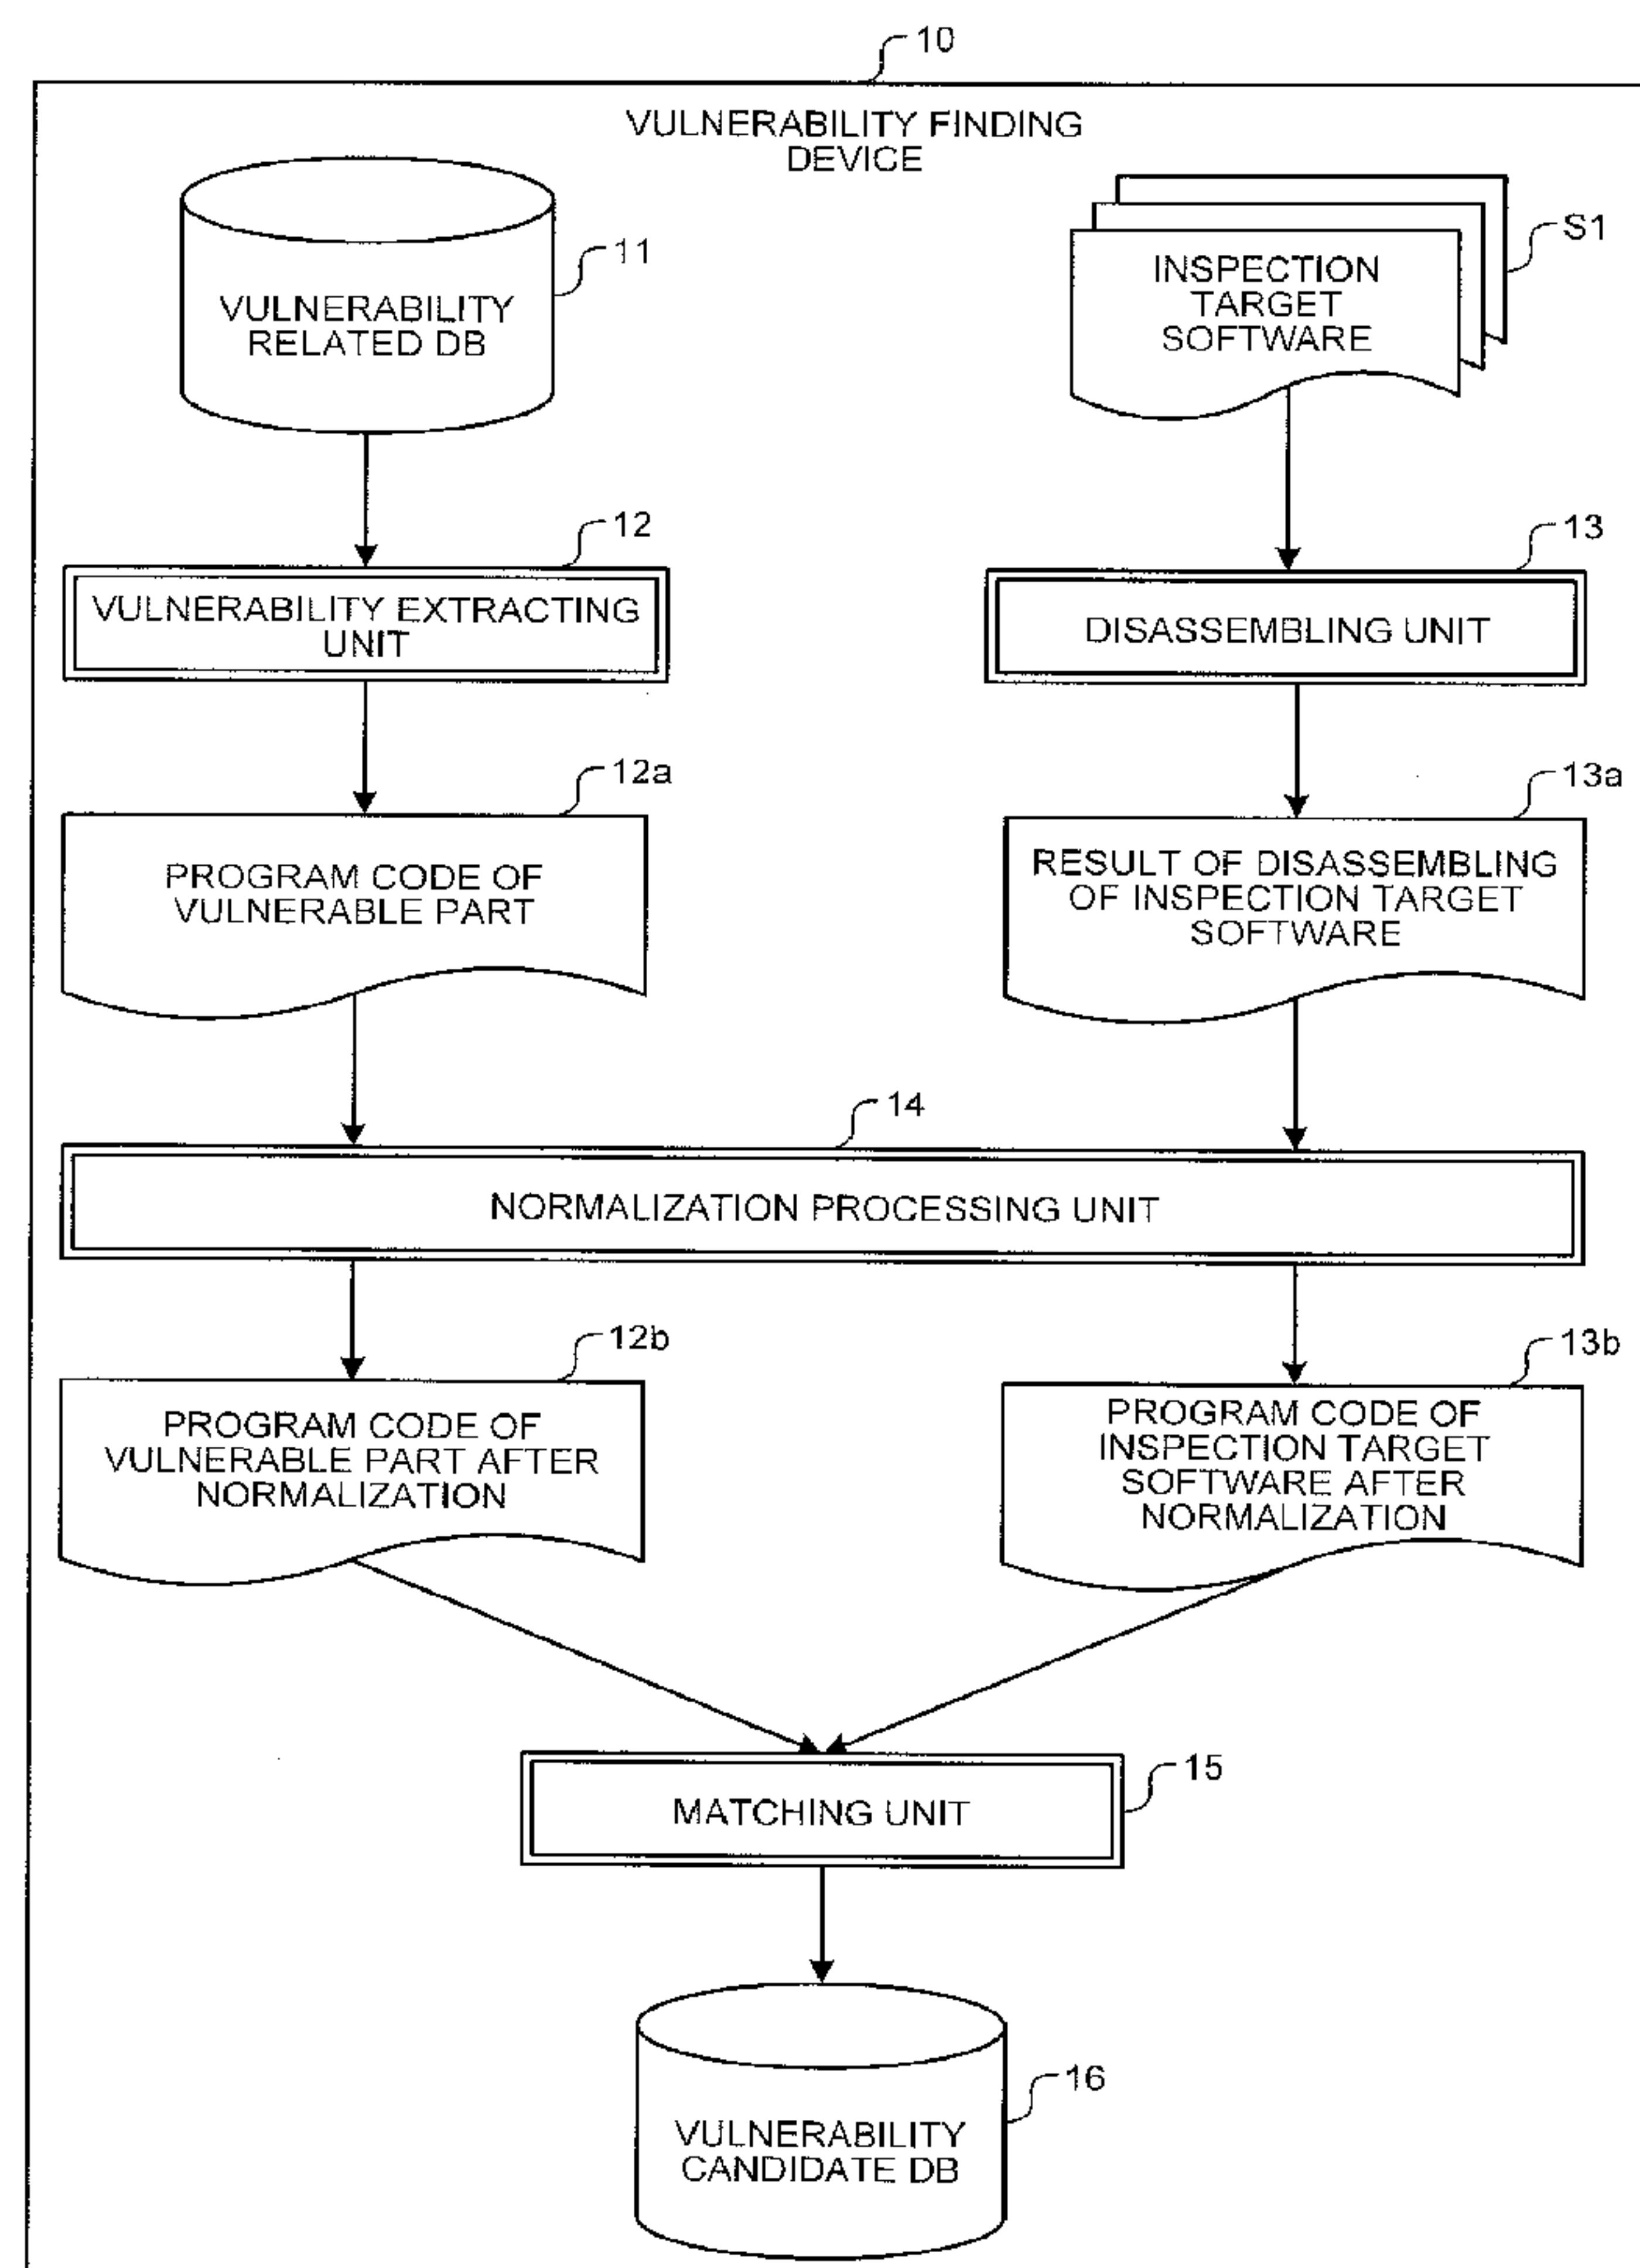 10
VULNERABILITY FINDING
DEVICE
S1
11
INSPECTION
TARGET
SOFTWARE
VULNERABILITY
RELATED DB
12
13
VULNERABILITY EXTRACTING
UNIT
DISASSEMBLING UNIT
12a
13a
PROGRAM CODE OF
VULNERABLE PART
RESULT OF DISASSEMBLING
OF INSPECTION TARGET
SOFTWARE
14
NORMALIZATION PROCESSING UNIT
12b
13b
PROGRAM CODE OF
VULNERABLE PART AFTER
NORMALIZATION
PROGRAM CODE OF
INSPECTION TARGET
SOFTWARE AFTER
NORMALIZATION
15
MATCHING UNIT
16
VULNERABILITY
CANDIDATE DB